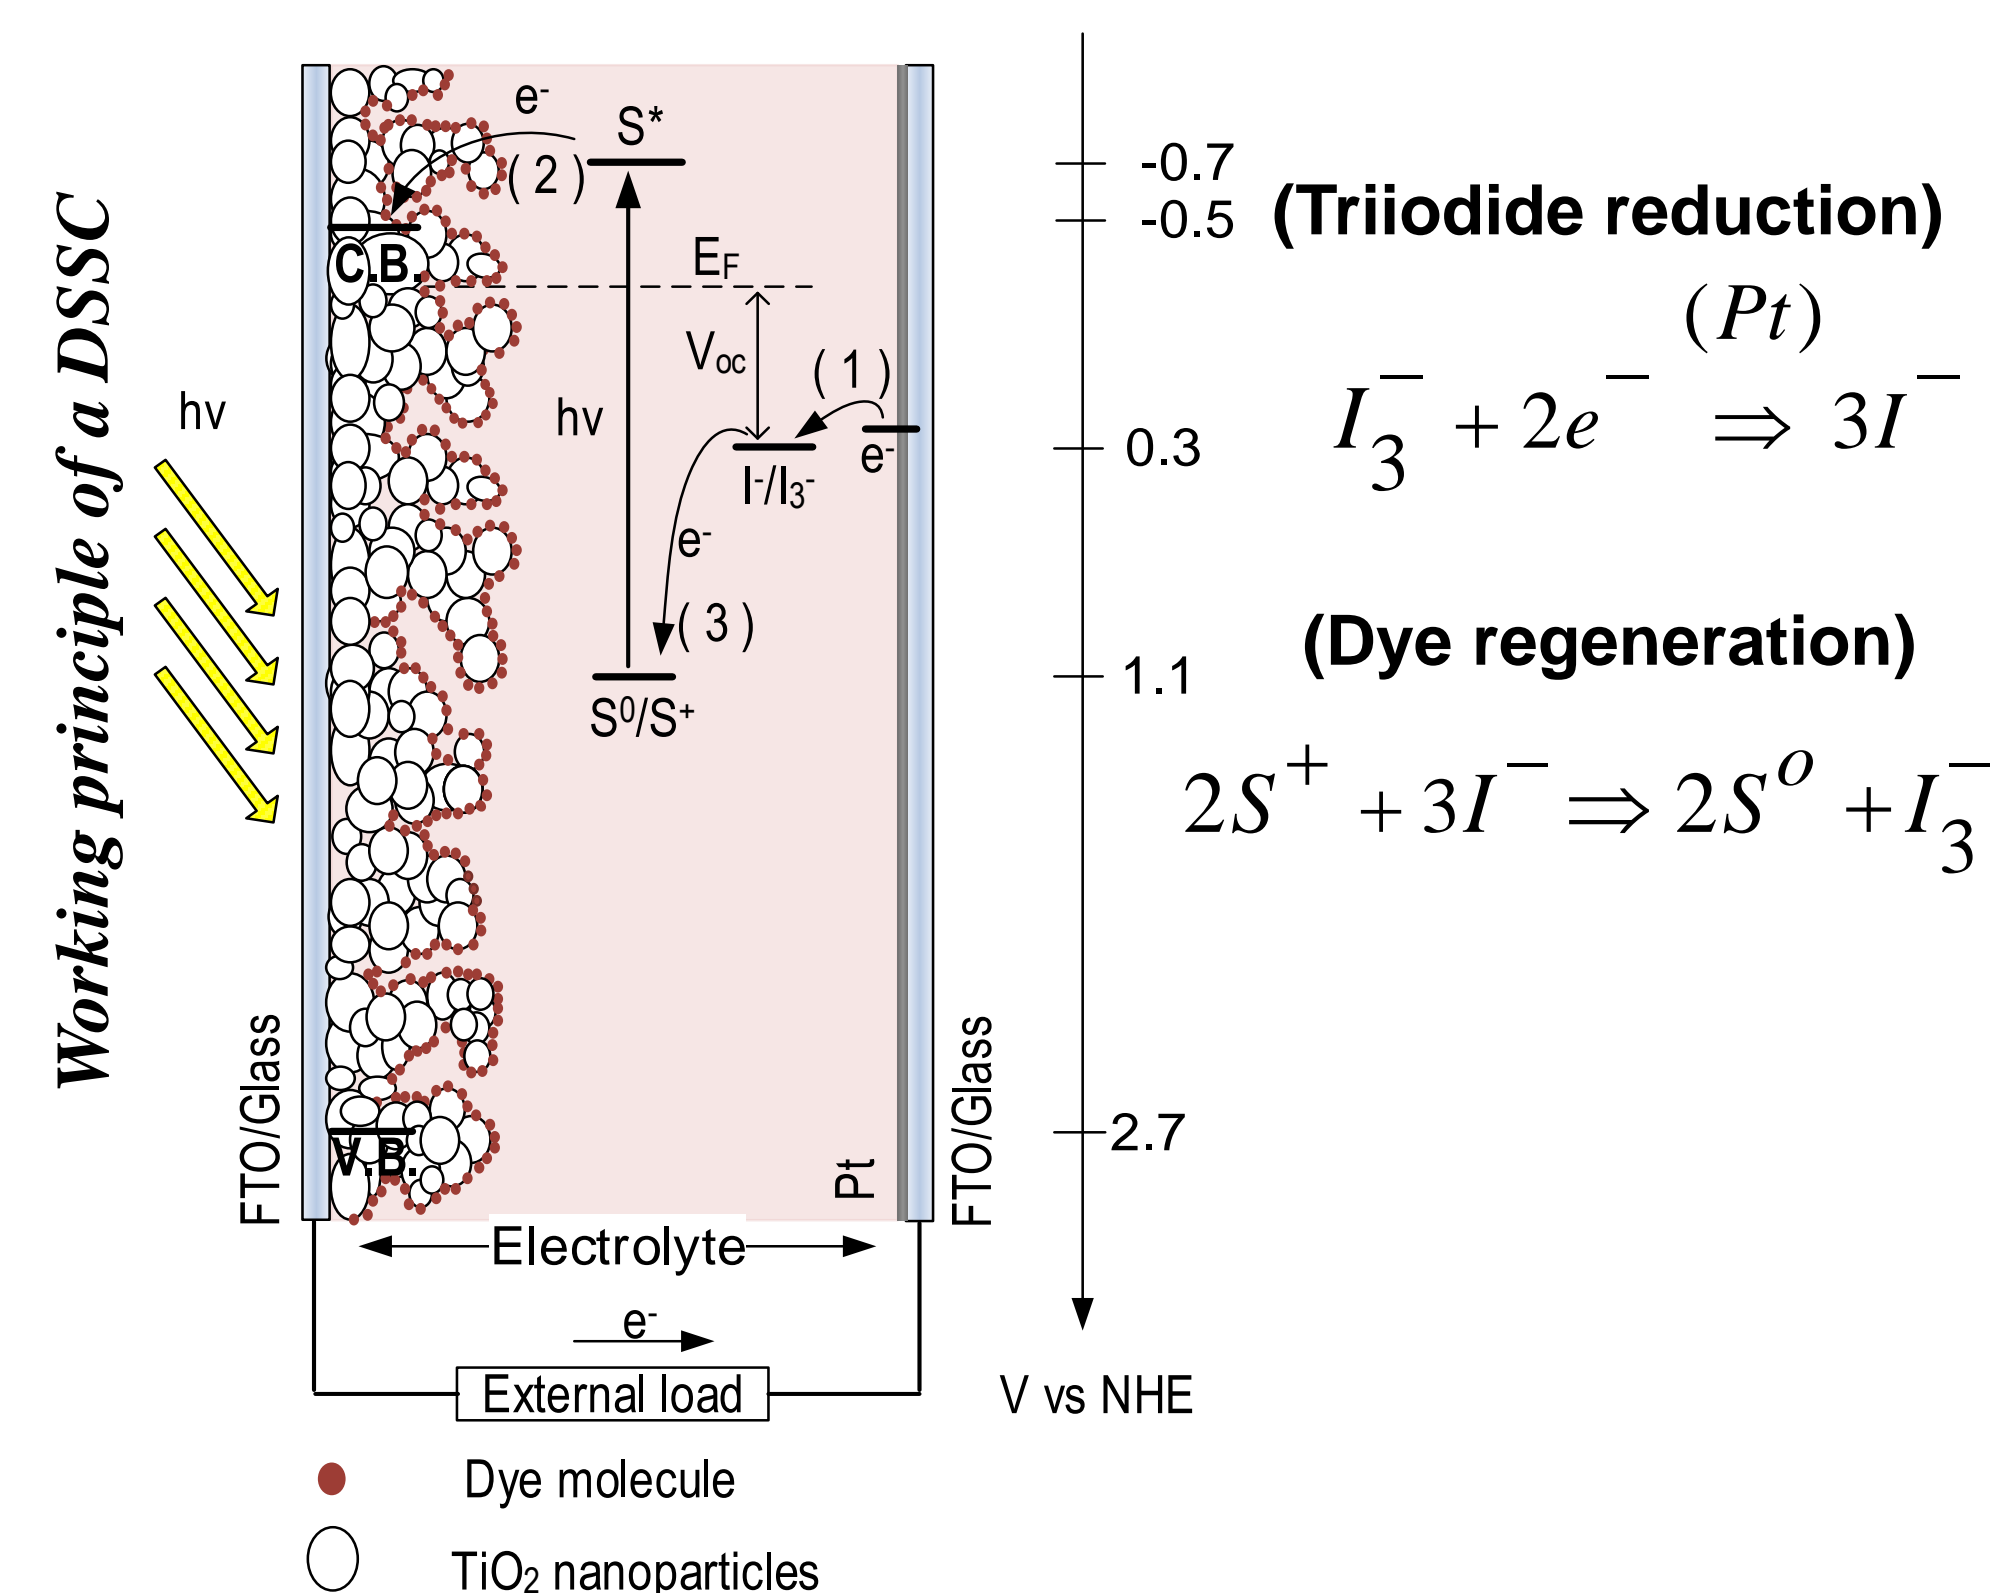 Working principle of a DSSC
hν
e-
S*
( 2 )
C.B.
EF
Voc
( 1 )
hν
e-
I-/I3-
e-
( 3 )
S0/S+
V.B.
FTO/Glass
Pt
FTO/Glass
Electrolyte
e-
External load
Dye molecule
TiO2 nanoparticles
-0.7
-0.5
0.3
1.1
2.7
V vs NHE
(Triiodide reduction)
(Pt)
I3− + 2e− ⇒ 3I−
(Dye regeneration)
2S+ + 3I− ⇒ 2So + I3−